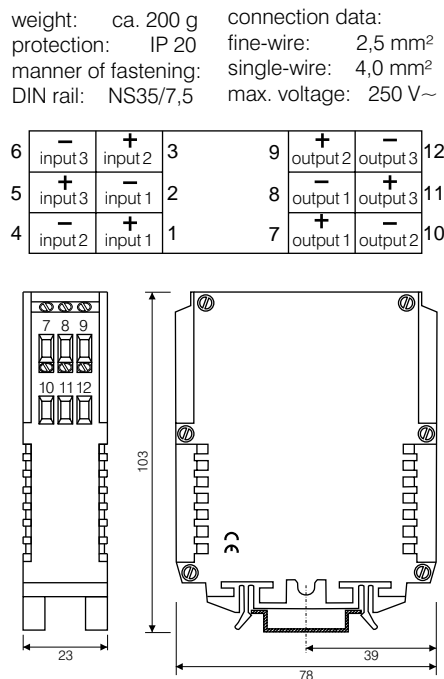 weight: ca. 200 g
protection: IP 20
manner of fastening:
DIN rail: NS35/7,5
connection data:
fine-wire: 2,5 mm²
single-wire: 4,0 mm²
max. voltage: 250 V~
6 − input 3 + input 2 3 9 + output 2 − output 3 12
5 + input 3 − input 1 2 8 − output 1 + output 3 11
4 − input 2 + input 1 1 7 + output 1 − output 2 10
7 8 9
10 11 12
103
CE
23
39
78